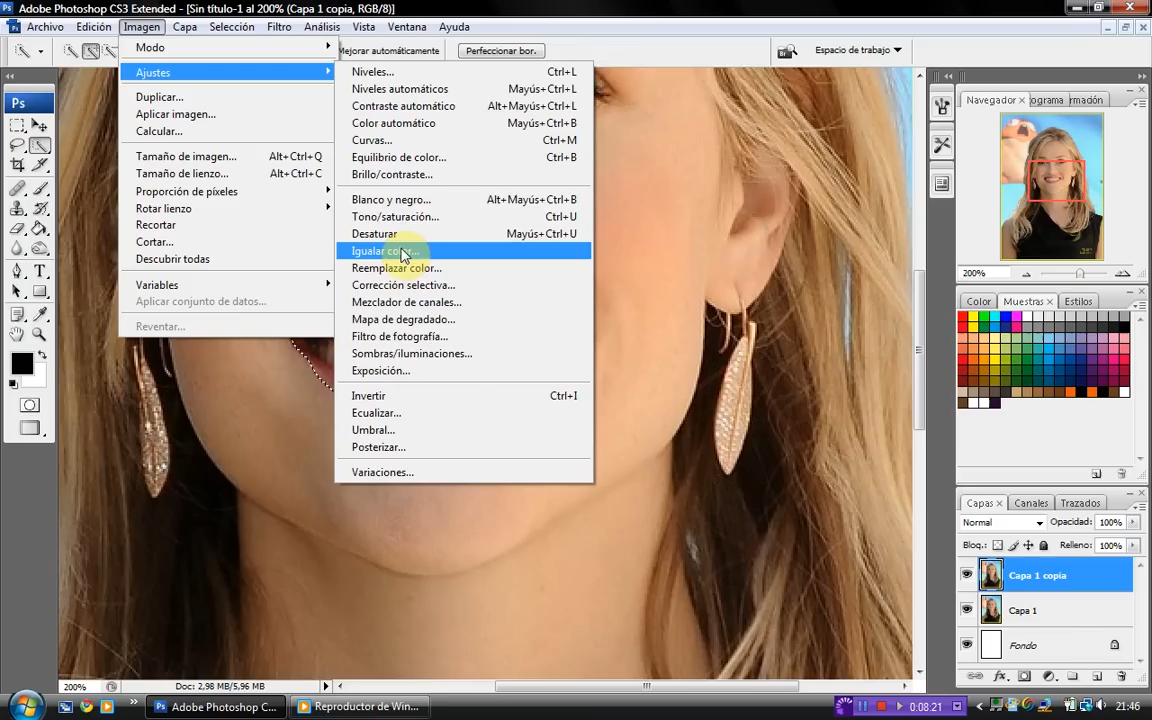 Adobe Photoshop CS3 Extended - [Sin título-1 al 200% (Capa 1 copia, RGB/8)]
Archivo Edición Imagen Capa Selección Filtro Análisis Vista Ventana Ayuda
Mejorar automáticamente Perfeccionar bor. Espacio de trabajo
Modo
Ajustes
Duplicar...
Aplicar imagen...
Calcular...
Tamaño de imagen... Alt+Ctrl+Q
Tamaño de lienzo... Alt+Ctrl+C
Proporción de píxeles
Rotar lienzo
Recortar
Cortar...
Descubrir todas
Variables
Aplicar conjunto de datos...
Reventar...
Niveles... Ctrl+L
Niveles automáticos Mayús+Ctrl+L
Contraste automático Alt+Mayús+Ctrl+L
Color automático Mayús+Ctrl+B
Curvas... Ctrl+M
Equilibrio de color... Ctrl+B
Brillo/contraste...
Blanco y negro... Alt+Mayús+Ctrl+B
Tono/saturación... Ctrl+U
Desaturar Mayús+Ctrl+U
Igualar color...
Reemplazar color...
Corrección selectiva...
Mezclador de canales...
Mapa de degradado...
Filtro de fotografía...
Sombras/iluminaciones...
Exposición...
Invertir Ctrl+I
Ecualizar...
Umbral...
Posterizar...
Variaciones...
Ps
Navegador ograma rmación
200%
Color Muestras Estilos
Capas Canales Trazados
Normal Opacidad: 100%
Bloq.: Relleno: 100%
Capa 1 copia
Capa 1
Fondo
200% Doc: 2,98 MB/5,96 MB
Adobe Photoshop C... Reproductor de Win... 0:08:21 21:46